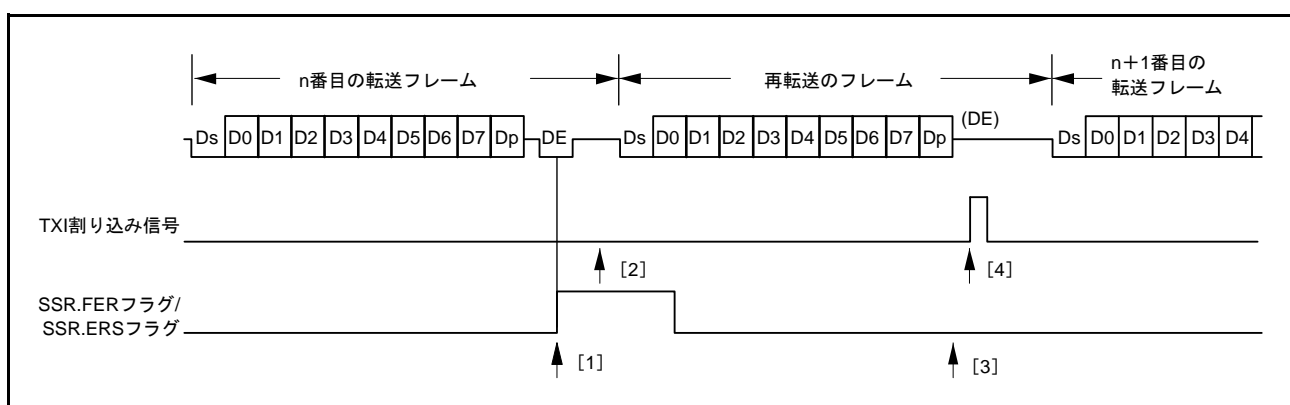 n番目の転送フレーム
再転送のフレーム
n＋1番目の
転送フレーム
Ds D0 D1 D2 D3 D4 D5 D6 D7 Dp DE Ds D0 D1 D2 D3 D4 D5 D6 D7 Dp (DE) Ds D0 D1 D2 D3 D4
TXI割り込み信号
［2］
［4］
SSR.FERフラグ/
SSR.ERSフラグ
［1］
［3］